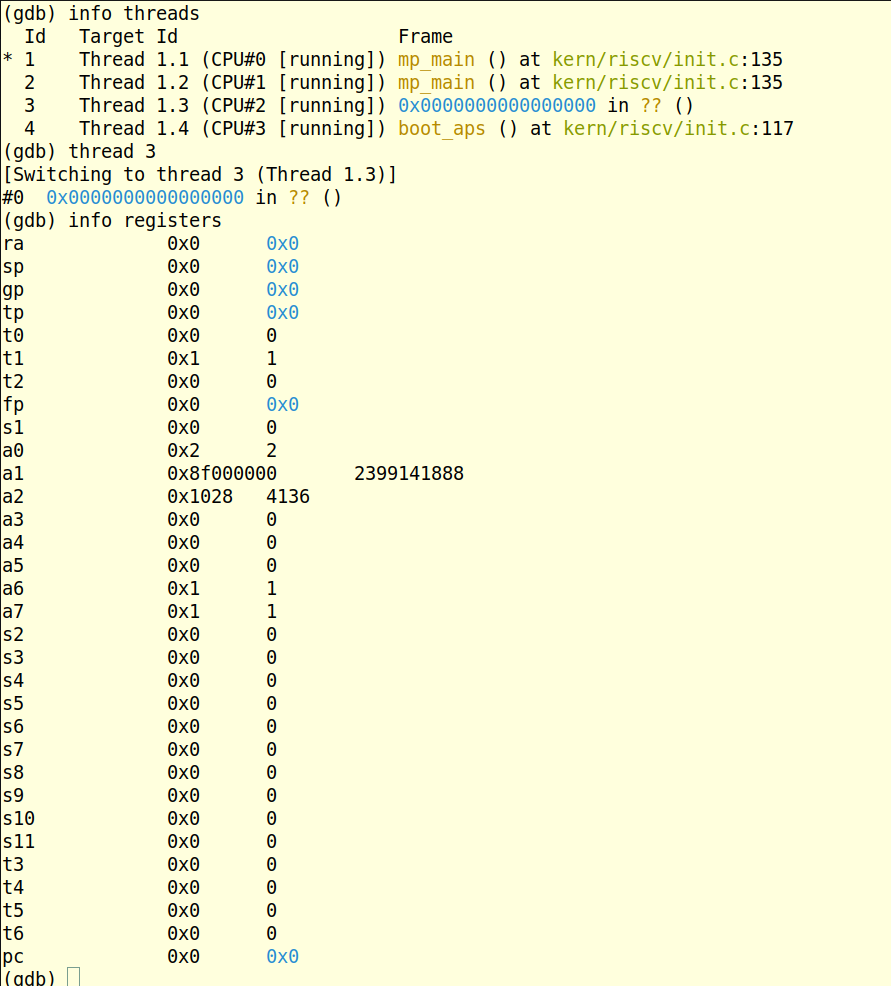 (gdb) info threads
  Id   Target Id                    Frame
* 1    Thread 1.1 (CPU#0 [running]) mp_main () at kern/riscv/init.c:135
  2    Thread 1.2 (CPU#1 [running]) mp_main () at kern/riscv/init.c:135
  3    Thread 1.3 (CPU#2 [running]) 0x0000000000000000 in ?? ()
  4    Thread 1.4 (CPU#3 [running]) boot_aps () at kern/riscv/init.c:117
(gdb) thread 3
[Switching to thread 3 (Thread 1.3)]
#0  0x0000000000000000 in ?? ()
(gdb) info registers
ra             0x0      0x0
sp             0x0      0x0
gp             0x0      0x0
tp             0x0      0x0
t0             0x0      0
t1             0x1      1
t2             0x0      0
fp             0x0      0x0
s1             0x0      0
a0             0x2      2
a1             0x8f000000       2399141888
a2             0x1028   4136
a3             0x0      0
a4             0x0      0
a5             0x0      0
a6             0x1      1
a7             0x1      1
s2             0x0      0
s3             0x0      0
s4             0x0      0
s5             0x0      0
s6             0x0      0
s7             0x0      0
s8             0x0      0
s9             0x0      0
s10            0x0      0
s11            0x0      0
t3             0x0      0
t4             0x0      0
t5             0x0      0
t6             0x0      0
pc             0x0      0x0
(gdb)